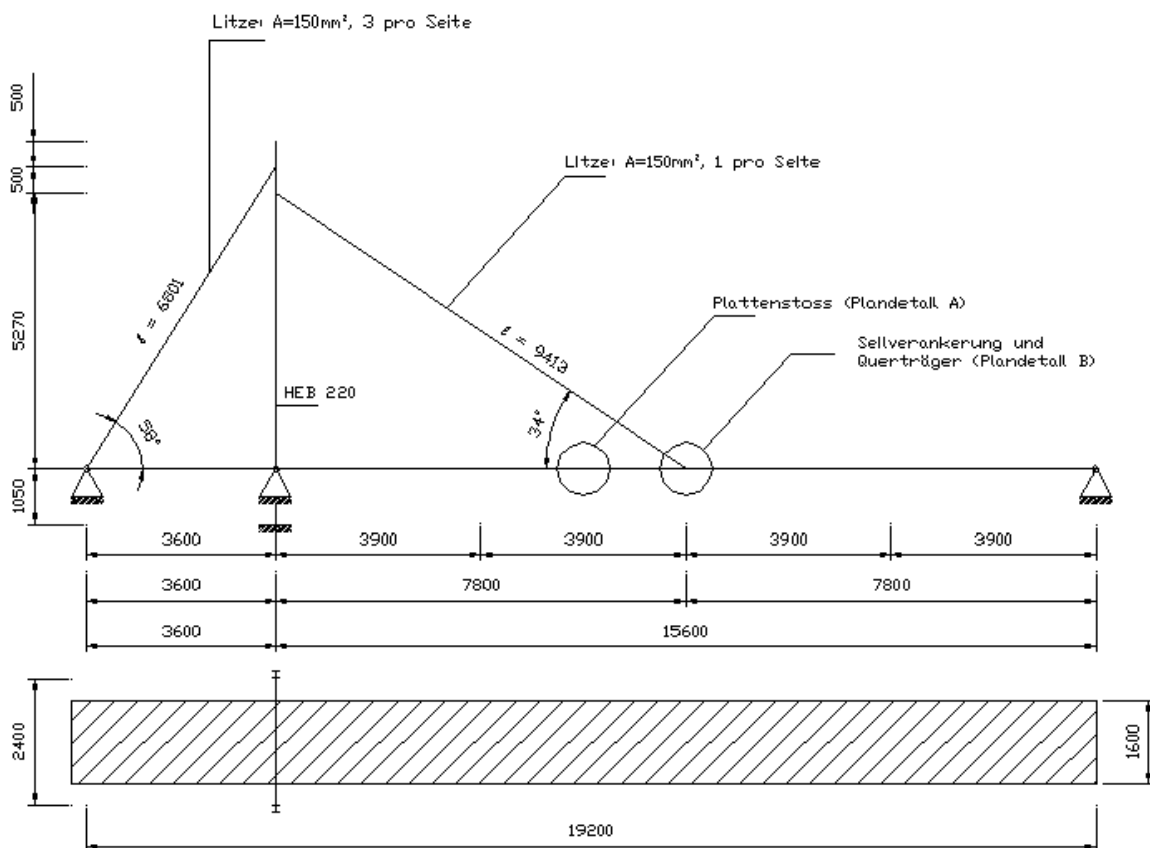 Litze: A=150mm², 3 pro Seite
500
500
Litze: A=150mm², 1 pro Seite
5270
ℓ = 6801
Plattenstoss (Plandetail A)
ℓ = 9413
Seilverankerung und
Querträger (Plandetail B)
HEB 220
58°
34°
1050
3600
3900
3900
3900
3900
3600
7800
7800
3600
15600
2400
1600
19200